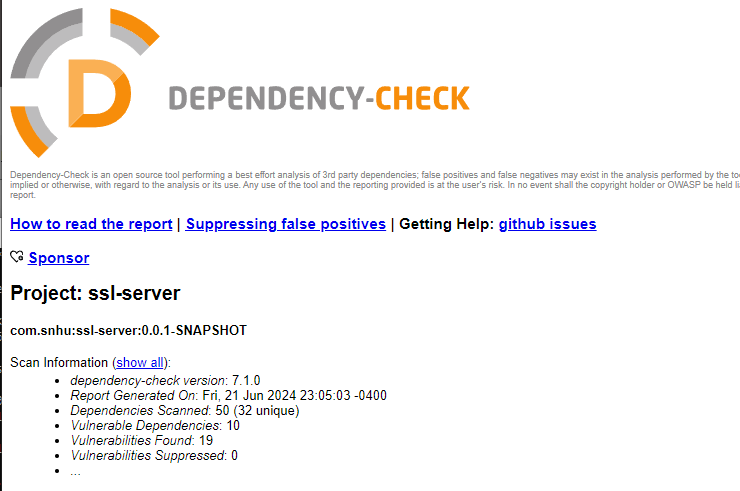 D
DEPENDENCY-CHECK
Dependency-Check is an open source tool performing a best effort analysis of 3rd party dependencies; false positives and false negatives may exist in the analysis performed by the
implied or otherwise, with regard to the analysis or its use. Any use of the tool and the reporting provided is at the user's risk. In no event shall the copyright holder or OWASP be held
report.
How to read the report | Suppressing false positives | Getting Help: github issues
Sponsor
Project: ssl-server
com.snhu:ssl-server:0.0.1-SNAPSHOT
Scan Information (show all):
• dependency-check version: 7.1.0
• Report Generated On: Fri, 21 Jun 2024 23:05:03 -0400
• Dependencies Scanned: 50 (32 unique)
• Vulnerable Dependencies: 10
• Vulnerabilities Found: 19
• Vulnerabilities Suppressed: 0
• ...